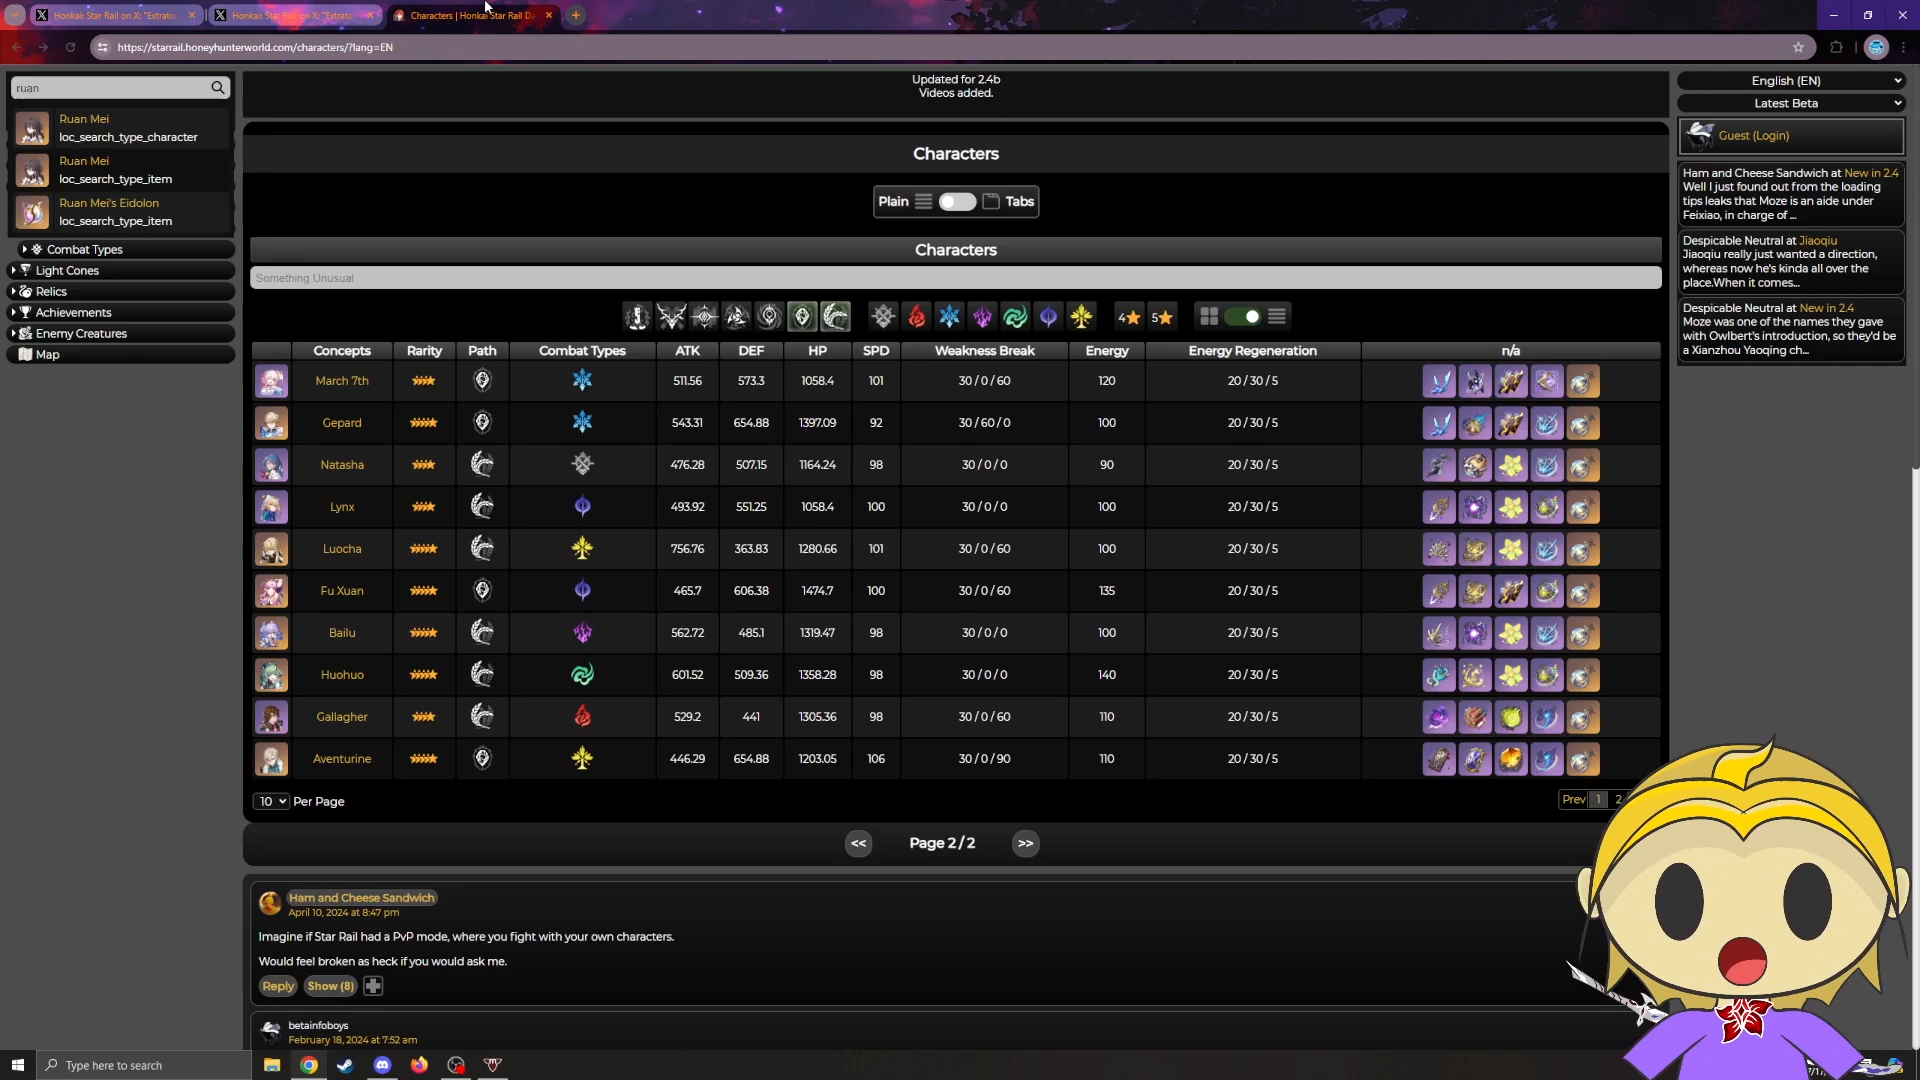 Honkai: Star Rail on X: "Extrate
Honkai: Star Rail on X: "Extrate
Characters | Honkai Star Rail D
https://starrail.honeyhunterworld.com/characters/?lang=EN
ruan
Ruan Mei
loc_search_type_character
Ruan Mei
loc_search_type_item
Ruan Mei's Eidolon
loc_search_type_item
Combat Types
Light Cones
Relics
Achievements
Enemy Creatures
Map
Updated for 2.4b
Videos added.
Characters
Plain Tabs
Characters
Something Unusual
4 5
Concepts Rarity Path Combat Types ATK DEF HP SPD Weakness Break Energy Energy Regeneration n/a
March 7th 511.56 573.3 1058.4 101 30 / 0 / 60 120 20 / 30 / 5
Gepard 543.31 654.88 1397.09 92 30 / 60 / 0 100 20 / 30 / 5
Natasha 476.28 507.15 1164.24 98 30 / 0 / 0 90 20 / 30 / 5
Lynx 493.92 551.25 1058.4 100 30 / 0 / 0 100 20 / 30 / 5
Luocha 756.76 363.83 1280.66 101 30 / 0 / 60 100 20 / 30 / 5
Fu Xuan 465.7 606.38 1474.7 100 30 / 0 / 60 135 20 / 30 / 5
Bailu 562.72 485.1 1319.47 98 30 / 0 / 0 100 20 / 30 / 5
Huohuo 601.52 509.36 1358.28 98 30 / 0 / 0 140 20 / 30 / 5
Gallagher 529.2 441 1305.36 98 30 / 0 / 60 110 20 / 30 / 5
Aventurine 446.29 654.88 1203.05 106 30 / 0 / 90 110 20 / 30 / 5
10 Per Page
Prev 1 2
<< Page 2 / 2 >>
Ham and Cheese Sandwich
April 10, 2024 at 8:47 pm
Imagine if Star Rail had a PvP mode, where you fight with your own characters.
Would feel broken as heck if you would ask me.
Reply Show (8)
betainfoboys
February 18, 2024 at 7:52 am
English (EN)
Latest Beta
Guest (Login)
Ham and Cheese Sandwich at New in 2.4
Well I just found out from the loading
tips leaks that Moze is an aide under
Feixiao, in charge of ...
Despicable Neutral at Jiaoqiu
Jiaoqiu really just wanted a direction,
whereas now he's kinda all over the
place.When it comes...
Despicable Neutral at New in 2.4
Moze was one of the names they gave
with Owlbert's introduction, so they'd be
a Xianzhou Yaoqing ch...
Type here to search